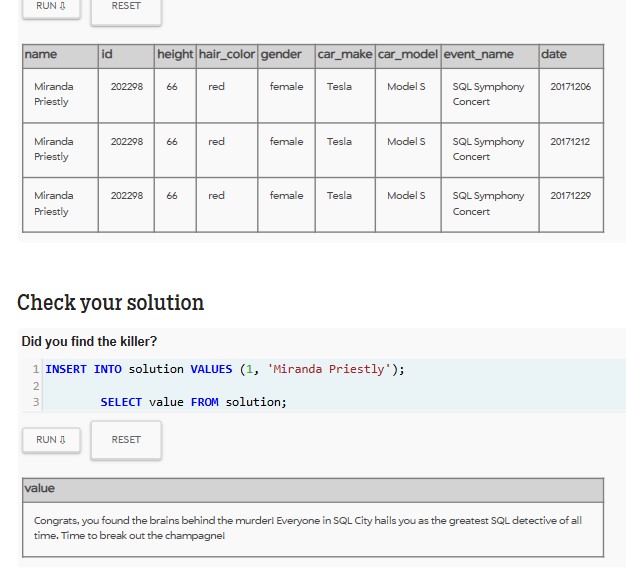 RUN ⇩ RESET
name id height hair_color gender car_make car_model event_name date
Miranda Priestly 202298 66 red female Tesla Model S SQL Symphony Concert 20171206
Miranda Priestly 202298 66 red female Tesla Model S SQL Symphony Concert 20171212
Miranda Priestly 202298 66 red female Tesla Model S SQL Symphony Concert 20171229
Check your solution
Did you find the killer?
1 INSERT INTO solution VALUES (1, 'Miranda Priestly');
2
3 SELECT value FROM solution;
RUN ⇩ RESET
value
Congrats, you found the brains behind the murder! Everyone in SQL City hails you as the greatest SQL detective of all
time. Time to break out the champagne!